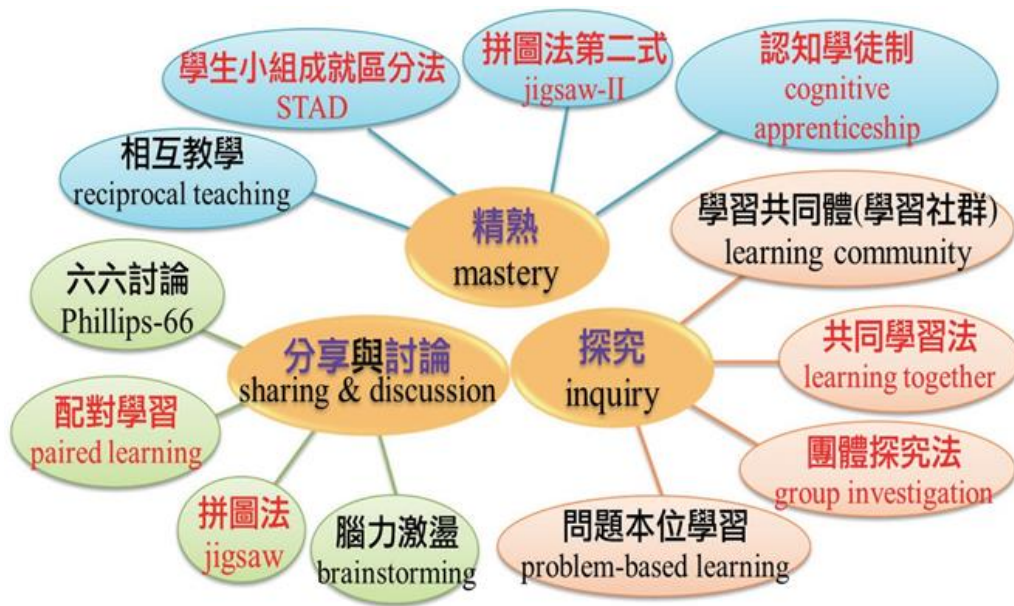 學生小組成就區分法
STAD
拼圖法第二式
jigsaw-II
認知學徒制
cognitive
apprenticeship
相互教學
reciprocal teaching
精熟
mastery
學習共同體(學習社群)
learning community
六六討論
Phillips-66
分享與討論
sharing & discussion
探究
inquiry
共同學習法
learning together
配對學習
paired learning
團體探究法
group investigation
拼圖法
jigsaw
腦力激盪
brainstorming
問題本位學習
problem-based learning